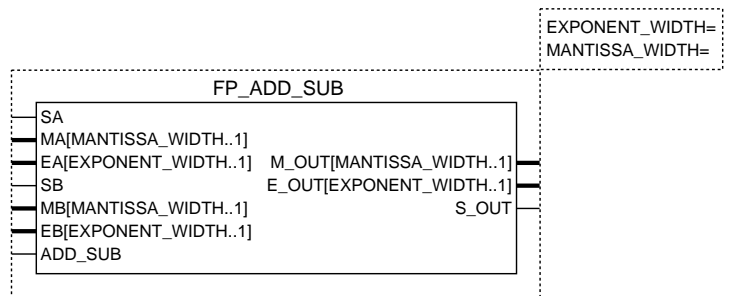 EXPONENT_WIDTH=
MANTISSA_WIDTH=
FP_ADD_SUB
SA
MA[MANTISSA_WIDTH..1]
EA[EXPONENT_WIDTH..1] M_OUT[MANTISSA_WIDTH..1]
SB E_OUT[EXPONENT_WIDTH..1]
MB[MANTISSA_WIDTH..1] S_OUT
EB[EXPONENT_WIDTH..1]
ADD_SUB